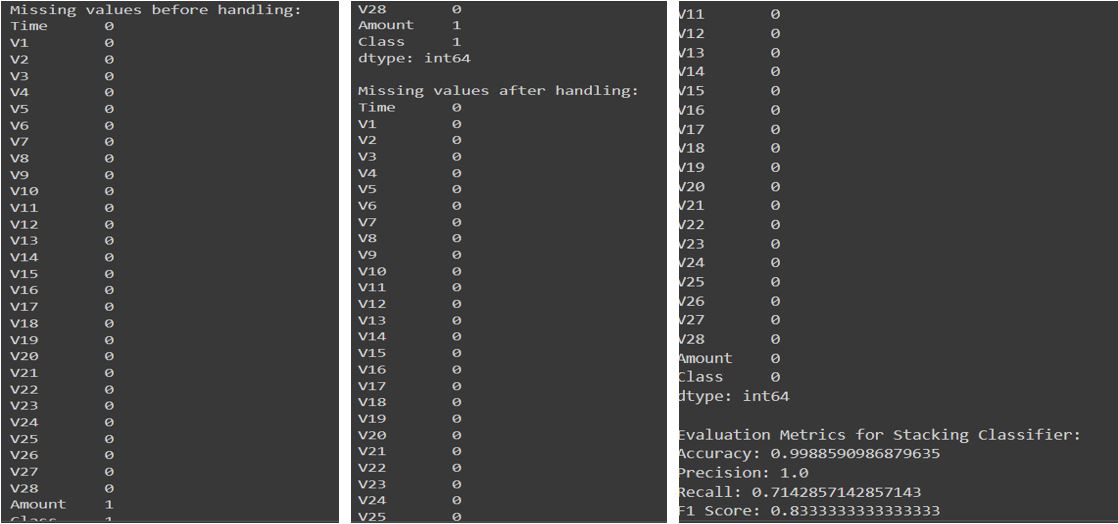 Missing values before handling:
Time 0
V1 0
V2 0
V3 0
V4 0
V5 0
V6 0
V7 0
V8 0
V9 0
V10 0
V11 0
V12 0
V13 0
V14 0
V15 0
V16 0
V17 0
V18 0
V19 0
V20 0
V21 0
V22 0
V23 0
V24 0
V25 0
V26 0
V27 0
V28 0
Amount 1
Class 1
V28 0
Amount 1
Class 1
dtype: int64
Missing values after handling:
Time 0
V1 0
V2 0
V3 0
V4 0
V5 0
V6 0
V7 0
V8 0
V9 0
V10 0
V11 0
V12 0
V13 0
V14 0
V15 0
V16 0
V17 0
V18 0
V19 0
V20 0
V21 0
V22 0
V23 0
V24 0
V25 0
V11 0
V12 0
V13 0
V14 0
V15 0
V16 0
V17 0
V18 0
V19 0
V20 0
V21 0
V22 0
V23 0
V24 0
V25 0
V26 0
V27 0
V28 0
Amount 0
Class 0
dtype: int64
Evaluation Metrics for Stacking Classifier:
Accuracy: 0.9988590986879635
Precision: 1.0
Recall: 0.7142857142857143
F1 Score: 0.8333333333333333